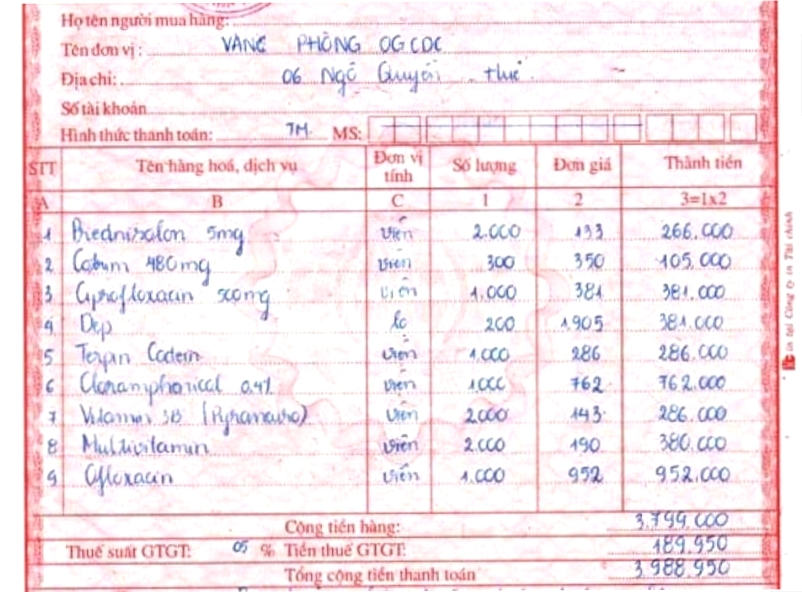 Họ tên người mua hàng:
Tên đơn vị: VĂNG PHÒNG OGCDC
Địa chỉ: 06 Ngô Quyền Huế
Số tài khoản
Hình thức thanh toán: TM MS:
STT Tên hàng hoá, dịch vụ Đơn vị tính Số lượng Đơn giá Thành tiền
A B C 1 2 3=1x2
1 Prednisolon 5mg viên 2.000 133 266.000
2 480mg viên 300 350 105.000
3 Ciprofloxacin 500mg viên 1.000 381 381.000
4 Dep lọ 200 1.905 381.000
5 Terpin Codein viên 1.000 286 286.000
6 Cloramphenical 0.4% viên 1.000 762 762.000
7 Vitamin 3B viên 2.000 143 286.000
8 Multivitamin viên 2.000 190 380.000
9 Ofloxacin viên 1.000 952 952.000
Cộng tiền hàng: 3.799.000
Thuế suất GTGT: 05 % Tiền thuế GTGT: 189.950
Tổng cộng tiền thanh toán 3.988.950
in tại Công ty in Tài chính